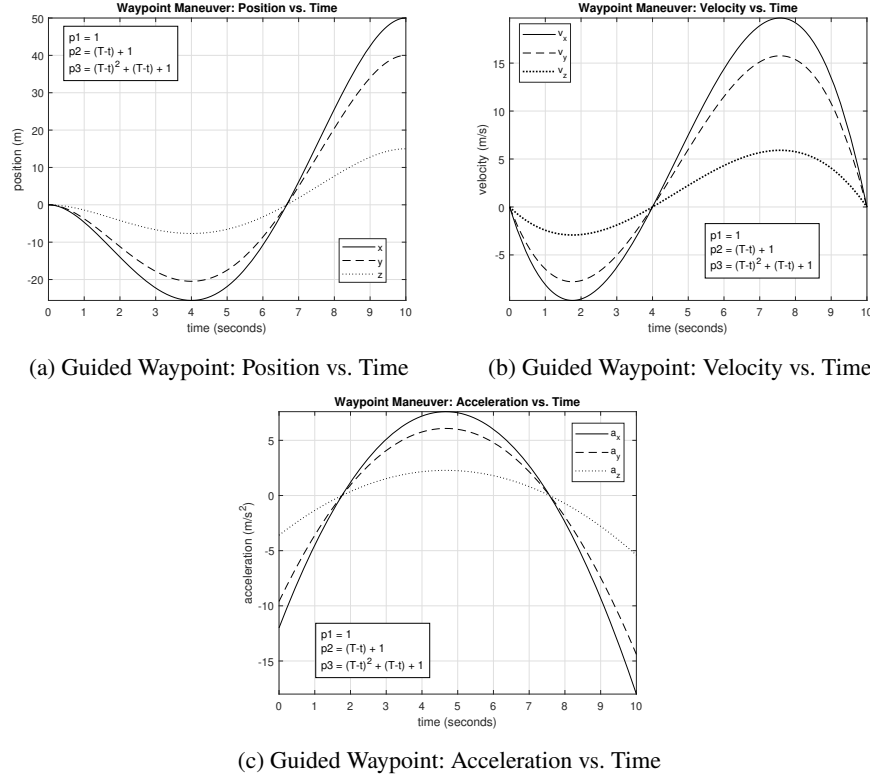 Waypoint Maneuver: Position vs. Time
50
40
30
20
10
0
-10
-20
position (m)
p1 = 1
p2 = (T-t) + 1
p3 = (T-t)² + (T-t) + 1
x
y
z
0 1 2 3 4 5 6 7 8 9 10
time (seconds)
(a) Guided Waypoint: Position vs. Time
Waypoint Maneuver: Velocity vs. Time
15
10
5
0
-5
velocity (m/s)
v_x
v_y
v_z
p1 = 1
p2 = (T-t) + 1
p3 = (T-t)² + (T-t) + 1
0 1 2 3 4 5 6 7 8 9 10
time (seconds)
(b) Guided Waypoint: Velocity vs. Time
Waypoint Maneuver: Acceleration vs. Time
5
0
-5
-10
-15
acceleration (m/s²)
a_x
a_y
a_z
p1 = 1
p2 = (T-t) + 1
p3 = (T-t)² + (T-t) + 1
0 1 2 3 4 5 6 7 8 9 10
time (seconds)
(c) Guided Waypoint: Acceleration vs. Time